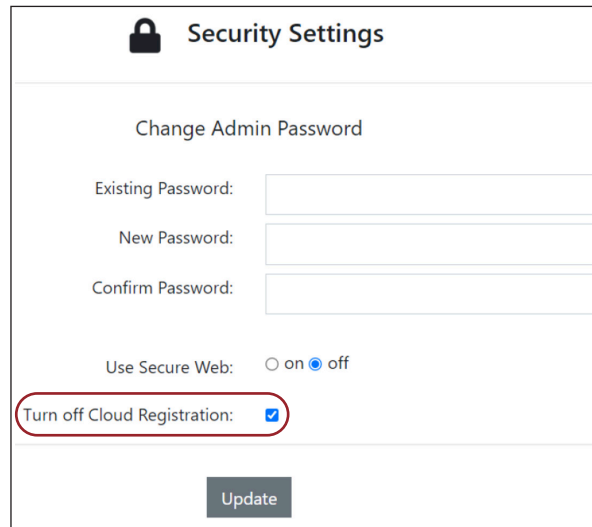 Security Settings
Change Admin Password
Existing Password:
New Password:
Confirm Password:
Use Secure Web: on off
Turn off Cloud Registration:
Update